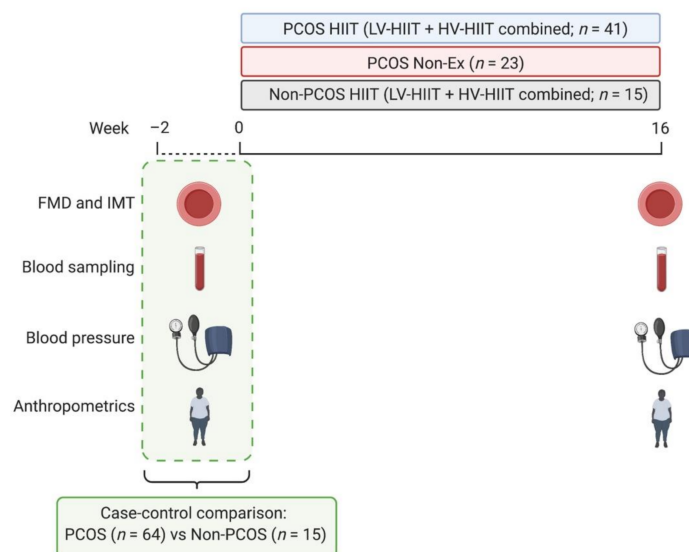 PCOS HIIT (LV-HIIT + HV-HIIT combined; n = 41)
PCOS Non-Ex (n = 23)
Non-PCOS HIIT (LV-HIIT + HV-HIIT combined; n = 15)
Week −2 0 16
FMD and IMT
Blood sampling
Blood pressure
Anthropometrics
Case-control comparison:
PCOS (n = 64) vs Non-PCOS (n = 15)